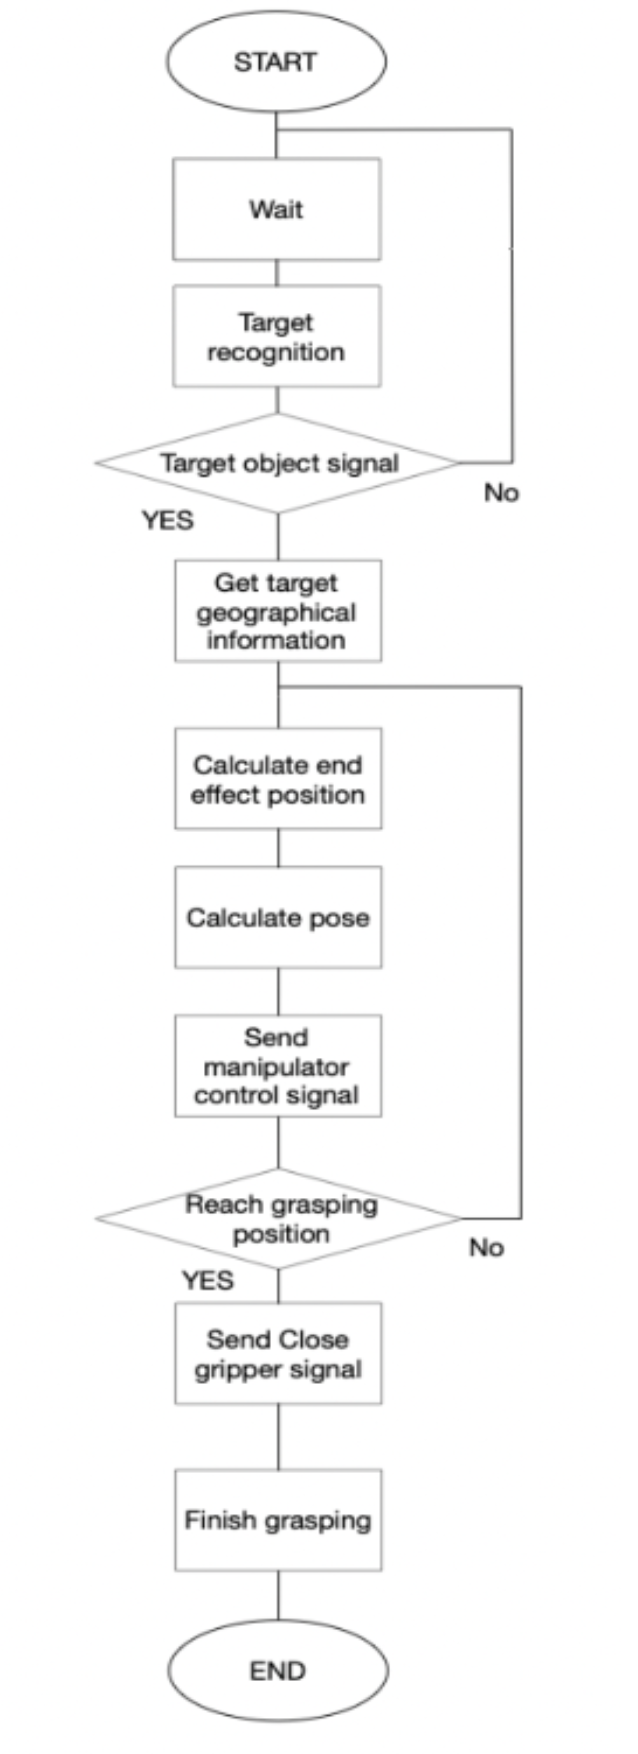 START
Wait
Target
recognition
Target object signal
No
YES
Get target
geographical
information
Calculate end
effect position
Calculate pose
Send
manipulator
control signal
Reach grasping
position
No
YES
Send Close
gripper signal
Finish grasping
END